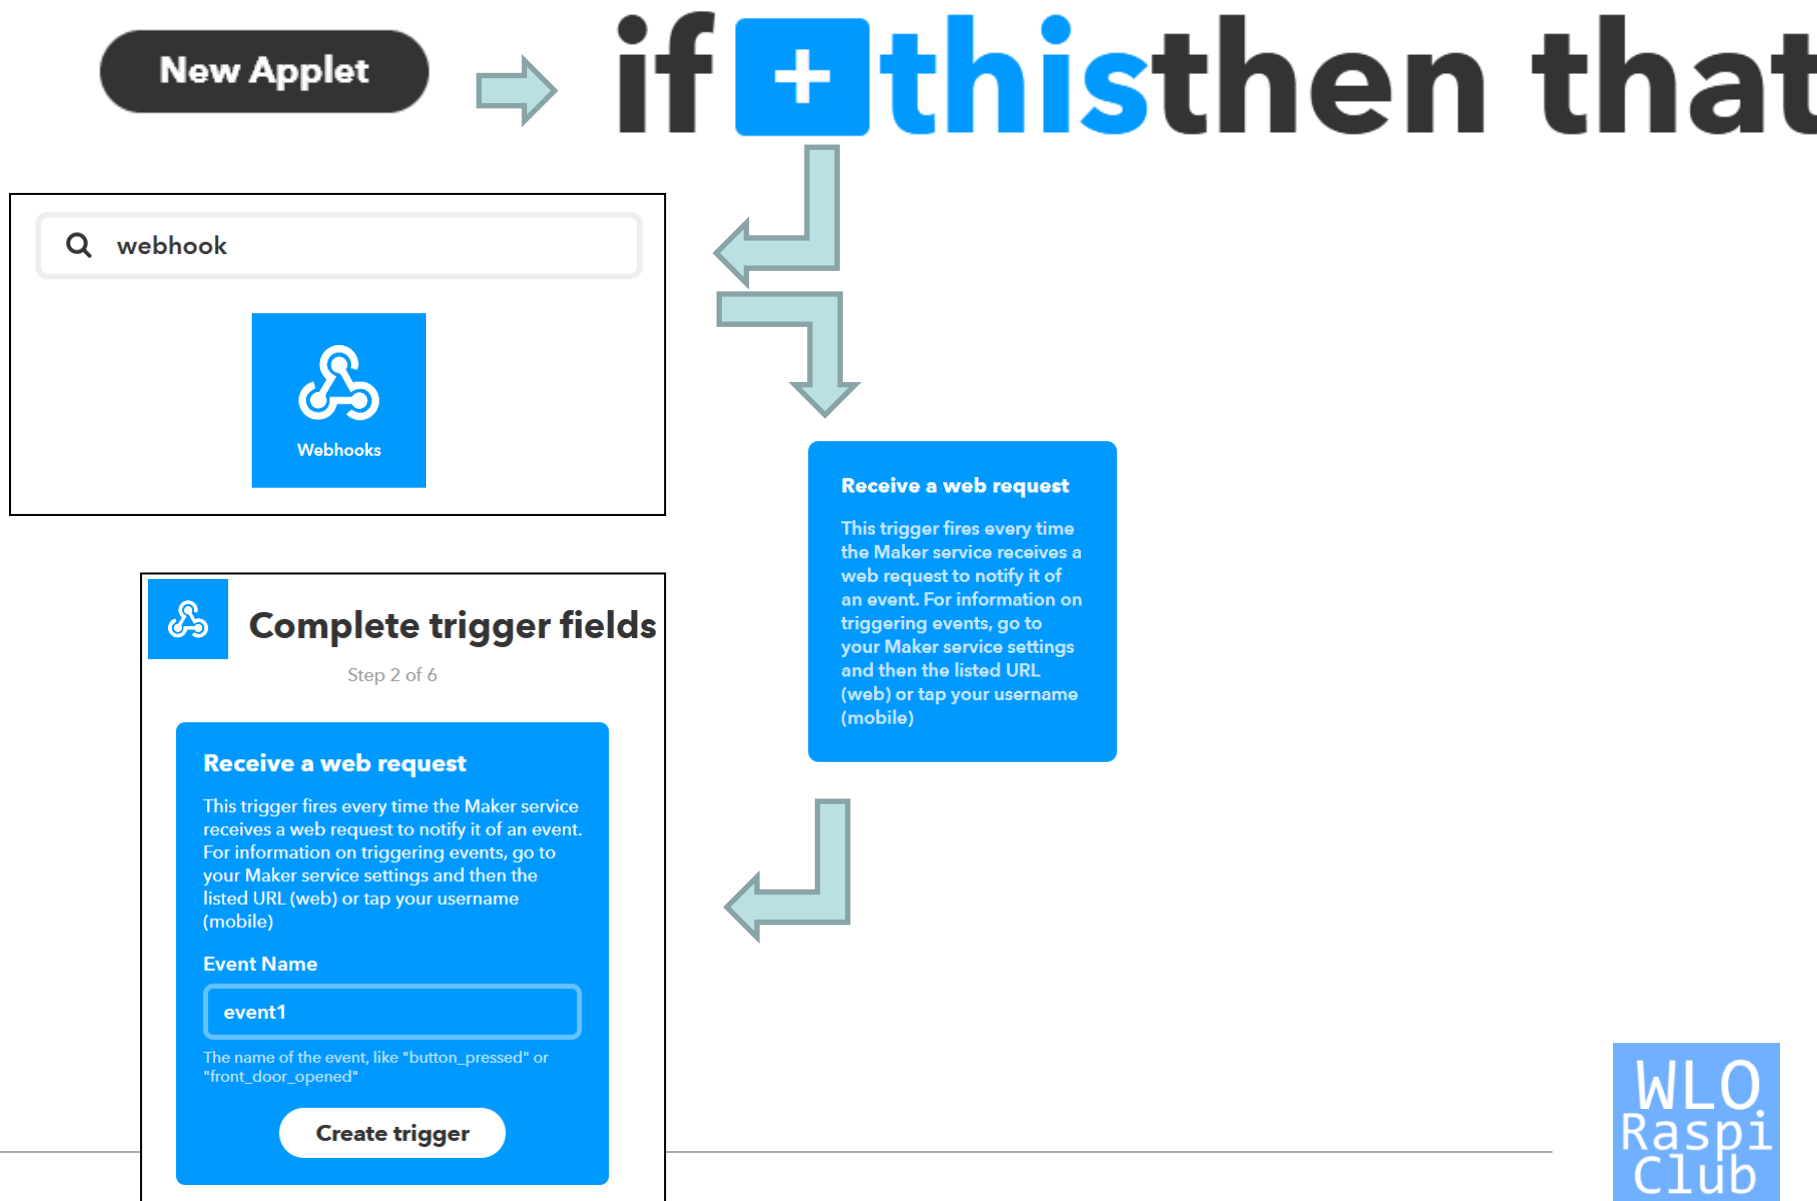 New Applet
if + this then that
webhook
Webhooks
Receive a web request
This trigger fires every time
the Maker service receives a
web request to notify it of
an event. For information on
triggering events, go to
your Maker service settings
and then the listed URL
(web) or tap your username
(mobile)
Complete trigger fields
Step 2 of 6
Receive a web request
This trigger fires every time the Maker service
receives a web request to notify it of an event.
For information on triggering events, go to
your Maker service settings and then the
listed URL (web) or tap your username
(mobile)
Event Name
event1
The name of the event, like "button_pressed" or
"front_door_opened"
Create trigger
WLO
Raspi
Club